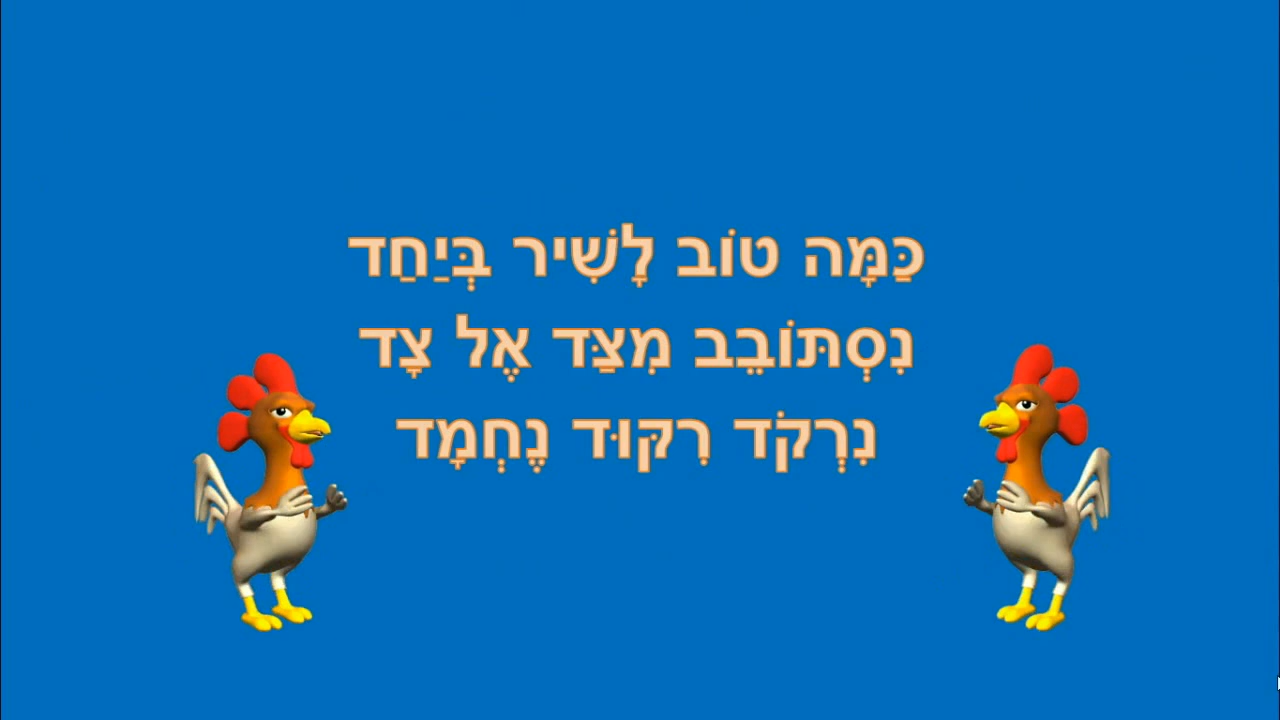 כַּמָּה טוֹב לָשִׁיר בְּיַחַד
נִסְתּוֹבֵב מִצַּד אֶל צָד
נִרְקֹד רִקּוּד נֶחְמָד